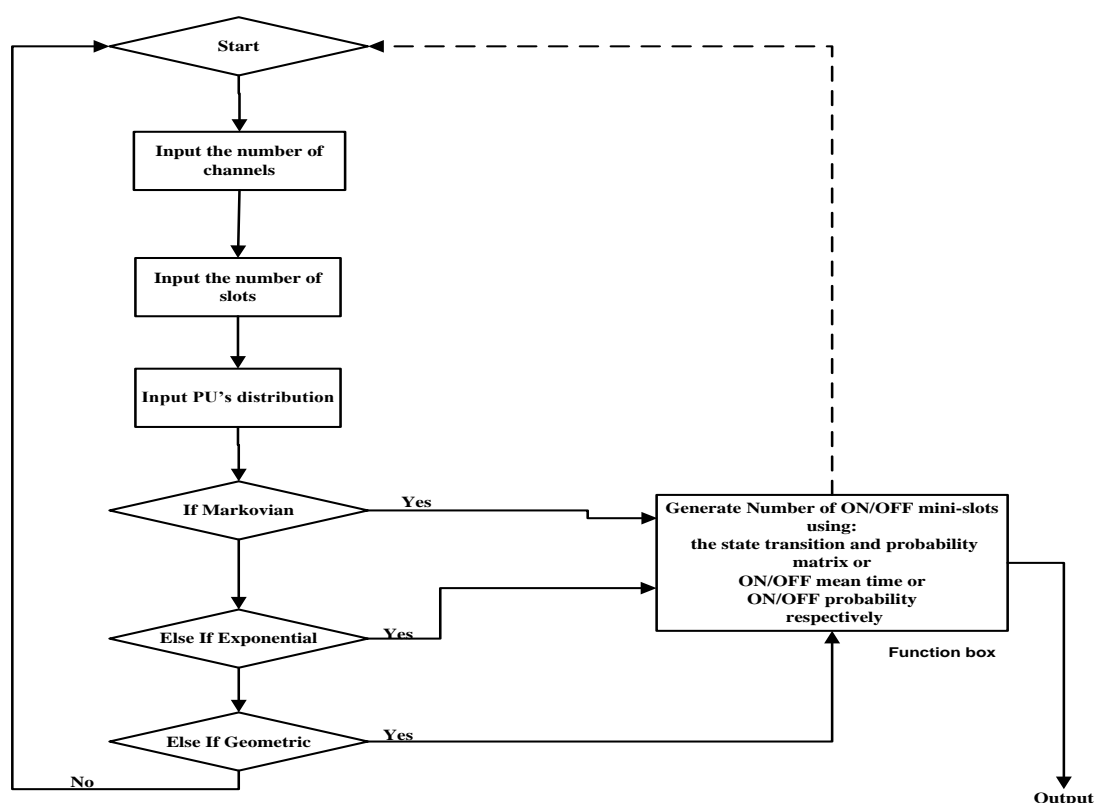 Start
Input the number of
channels
Input the number of
slots
Input PU's distribution
If Markovian
Yes
Generate Number of ON/OFF mini-slots
using:
the state transition and probability
matrix or
ON/OFF mean time or
ON/OFF probability
respectively
Else If Exponential
Yes
Function box
Else If Geometric
Yes
No
Output